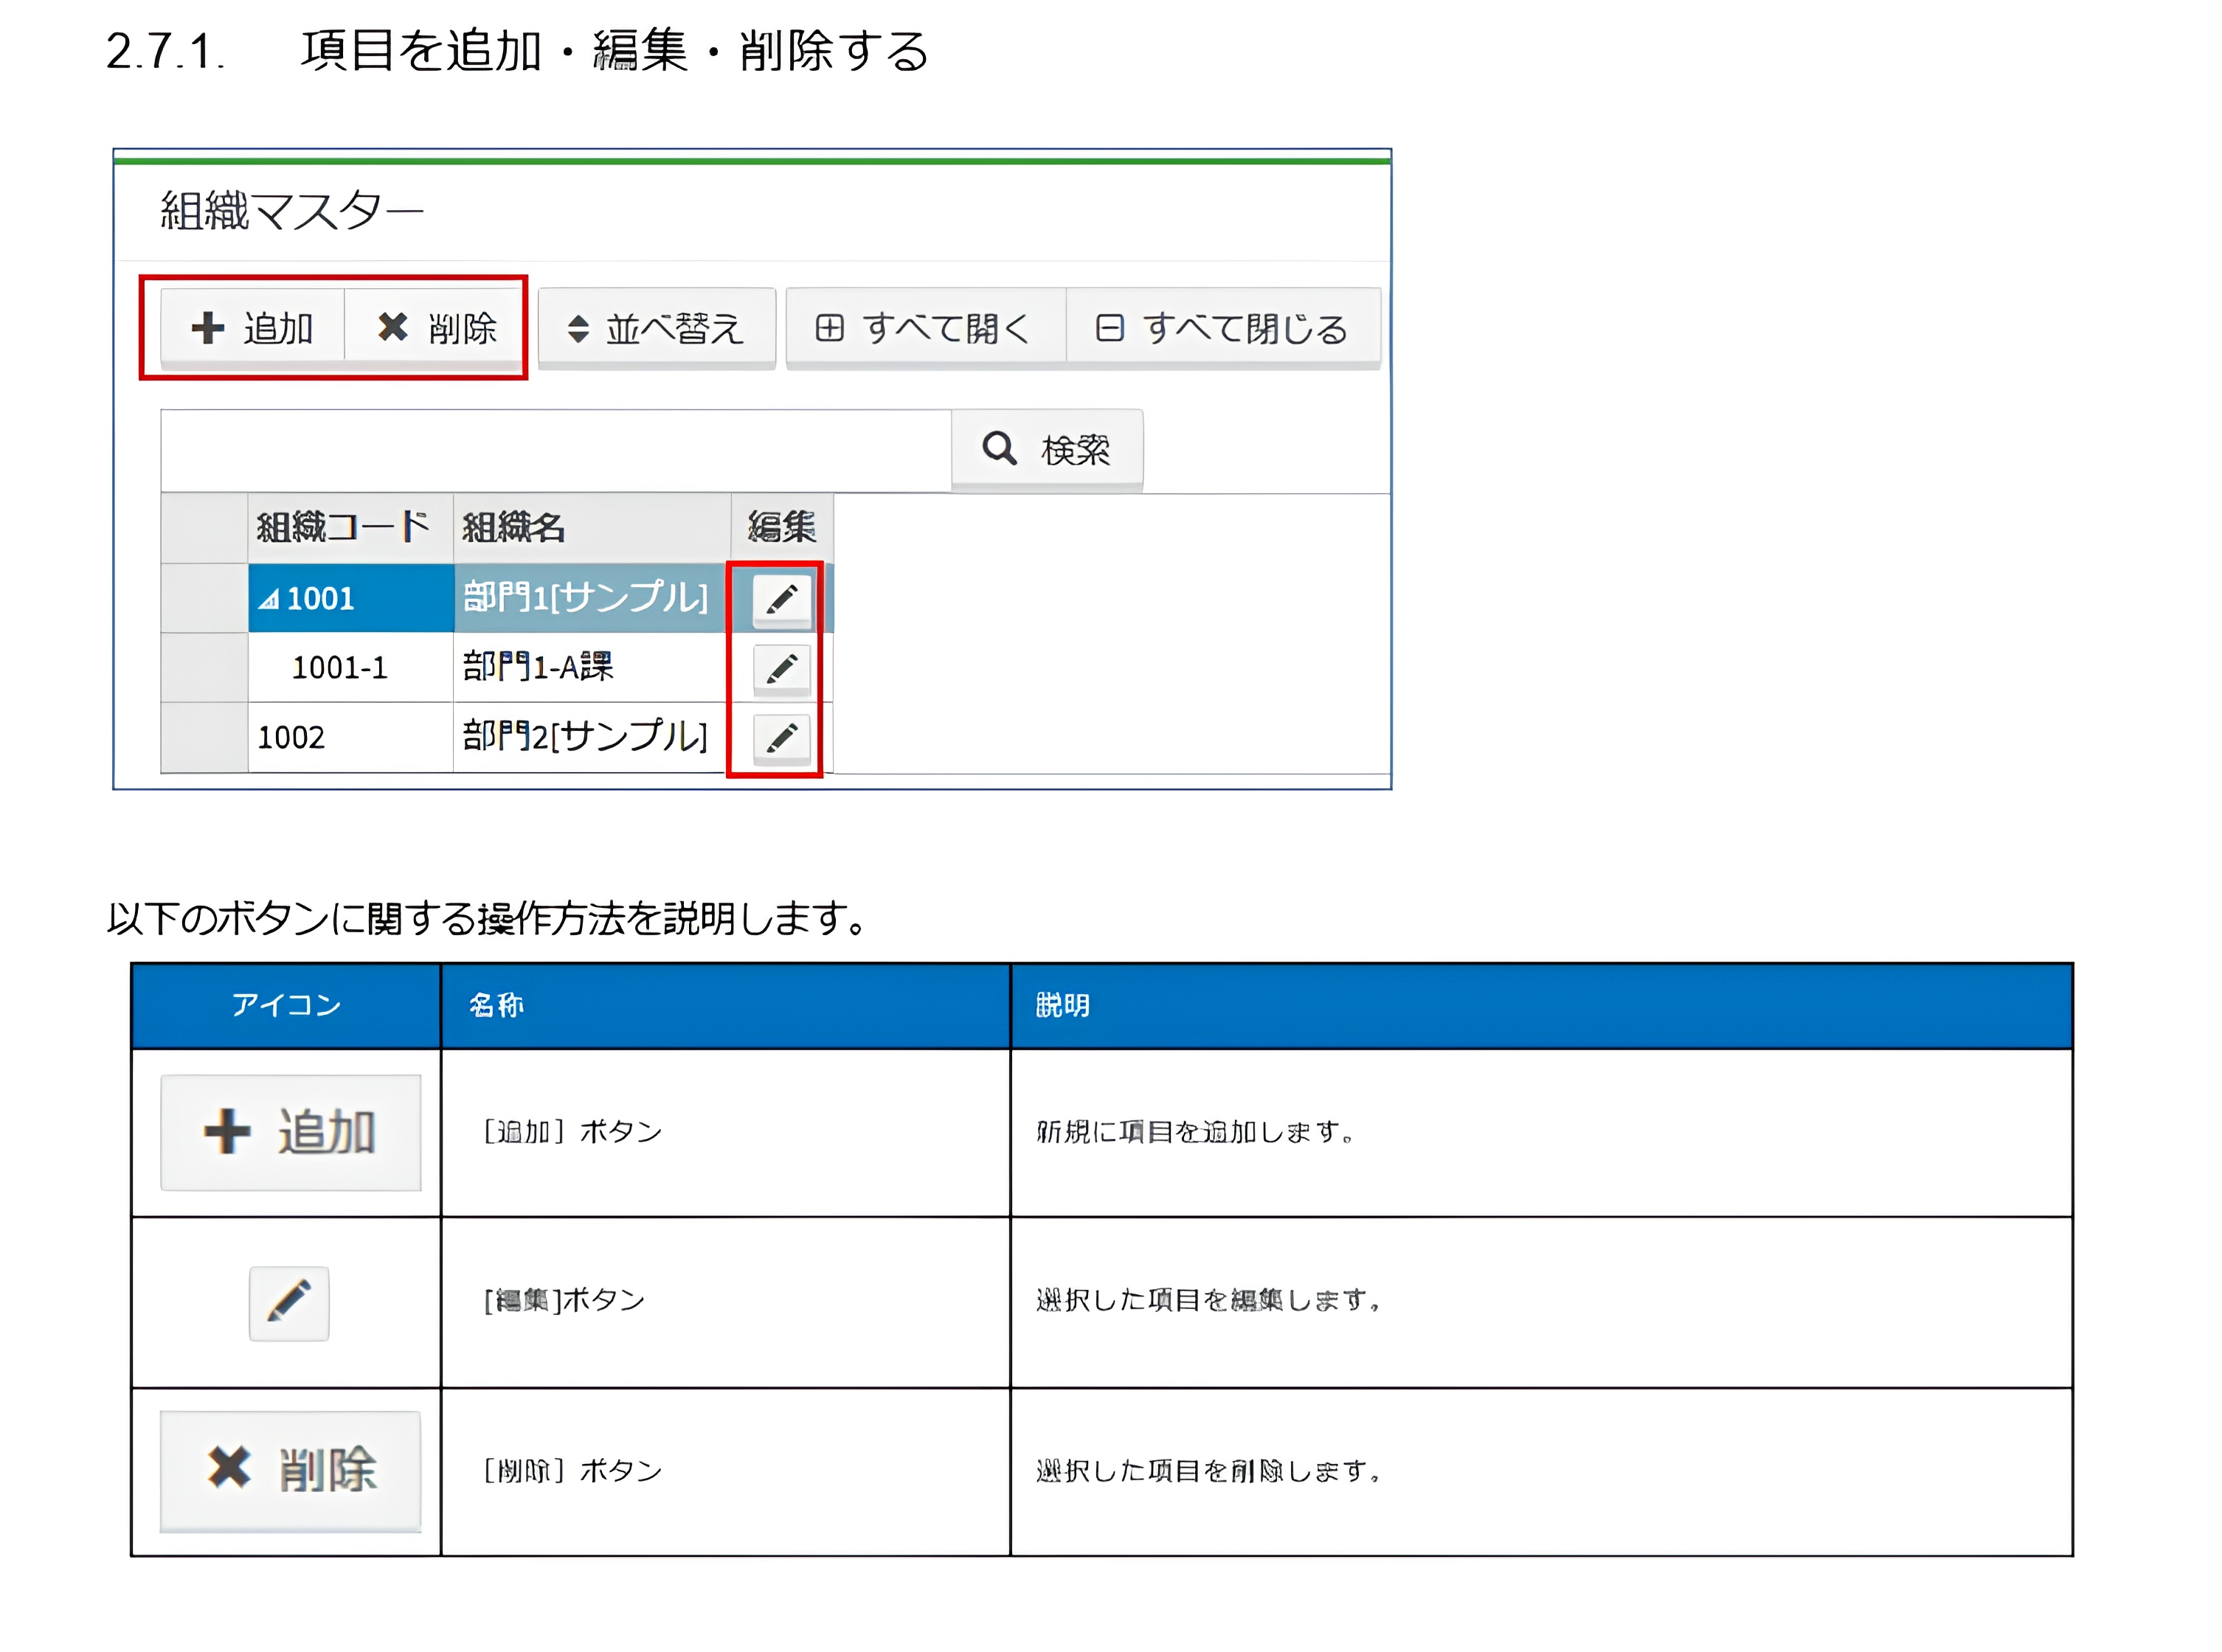 2.7.1. 項目を追加・編集・削除する
組織マスター
追加 削除 並べ替え すべて開く すべて閉じる
検索
組織コード 組織名 編集
1001 部門1[サンプル]
1001-1 部門1-A課
1002 部門2[サンプル]
以下のボタンに関する操作方法を説明します。
アイコン 名称 説明
追加 [追加] ボタン 新規に項目を追加します。
[編集]ボタン 選択した項目を編集します。
削除 [削除] ボタン 選択した項目を削除します。